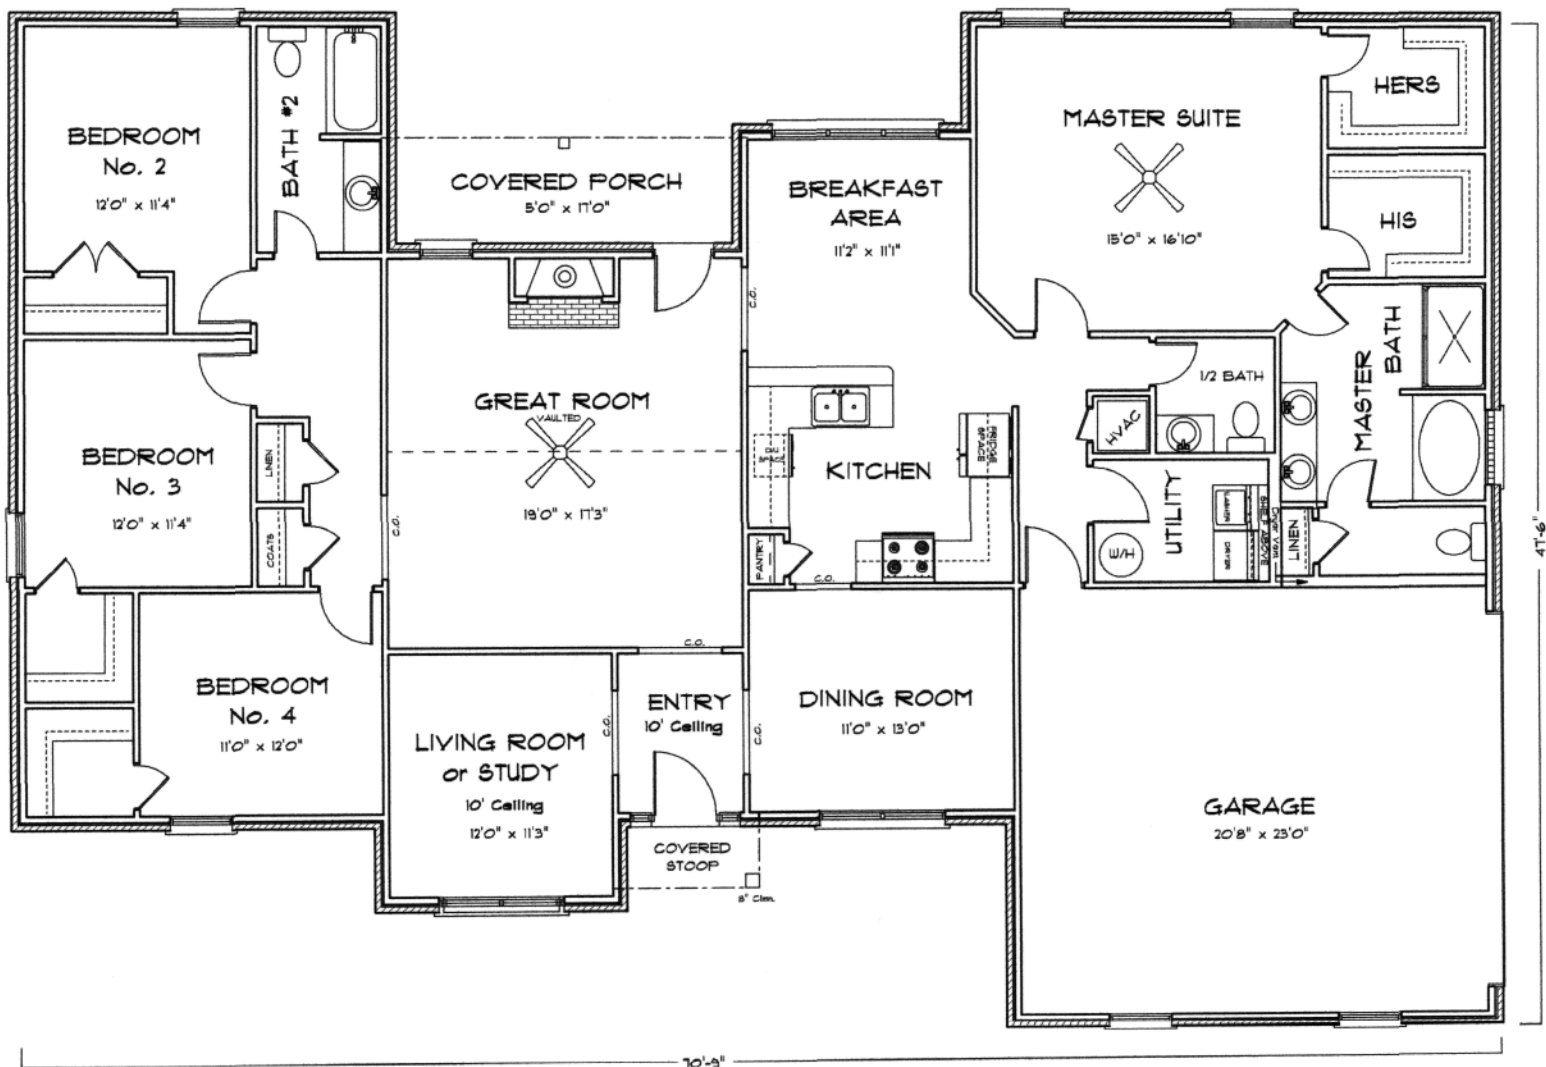 BEDROOM
No. 2
12'0" x 11'4"
BATH #2
COVERED PORCH
5'0" x 17'0"
BREAKFAST
AREA
11'2" x 11'1"
MASTER SUITE
15'0" x 16'10"
HERS
HIS
C.O.
GREAT ROOM
VAULTED
19'0" x 17'3"
BEDROOM
No. 3
12'0" x 11'4"
LINEN
COATS
C.O.
KITCHEN
D.W.
SPACE
FRIDGE
SPACE
PANTRY
C.O.
HVAC
1/2 BATH
MASTER
BATH
UTILITY
W/H
WASHER
DRYER
SHELF ABOVE
Dryer Vent
LINEN
47'-6"
BEDROOM
No. 4
11'0" x 12'0"
LIVING ROOM
or STUDY
10' Ceiling
12'0" x 11'3"
C.O.
C.O.
ENTRY
10' Ceiling
C.O.
DINING ROOM
11'0" x 13'0"
COVERED
STOOP
8" Clm.
GARAGE
20'8" x 23'0"
70'-9"